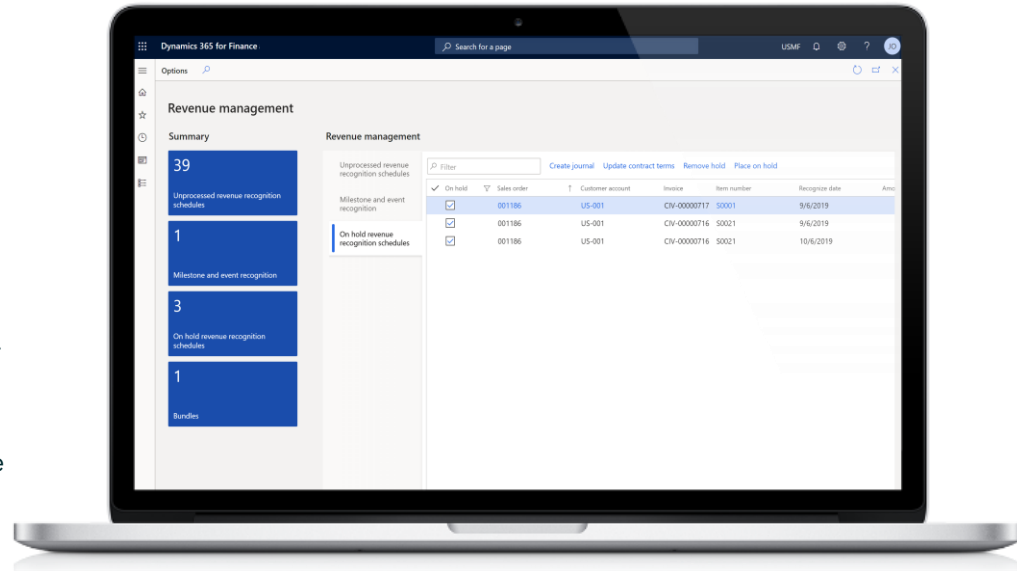 Dynamics 365 for Finance
Search for a page
USMF
?
JO
Options
Revenue management
Summary
39
Unprocessed revenue recognition
schedules
1
Milestone and event recognition
3
On hold revenue recognition
schedules
1
Bundles
Revenue management
Unprocessed revenue
recognition schedules
Milestone and event
recognition
On hold revenue
recognition schedules
Filter
Create journal Update contract terms Remove hold Place on hold
On hold Sales order Customer account Invoice Item number Recognize date Amo
001186 US-001 CIV-00000717 S0001 9/6/2019
001186 US-001 CIV-00000716 S0021 9/6/2019
001186 US-001 CIV-00000716 S0021 10/6/2019